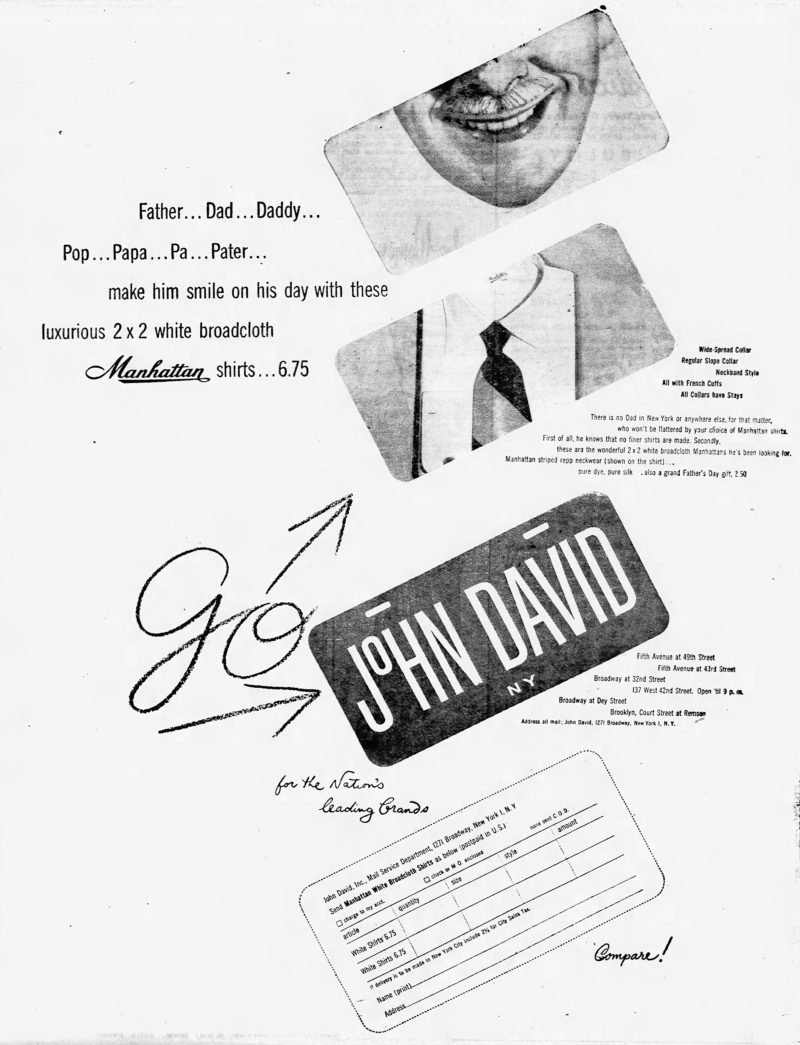 Father...Dad...Daddy...
Pop...Papa...Pa...Pater...
make him smile on his day with these
luxurious 2 x 2 white broadcloth
Manhattan shirts...6.75
Wide-Spread Collar
Regular Slope Collar
Neckband Style
All with French Cuffs
All Collars have Stays
There is no Dad in New York or anywhere else, for that matter,
who won't be flattered by your choice of Manhattan shirts.
First of all, he knows that no finer shirts are made. Secondly,
these are the wonderful 2 x 2 white broadcloth Manhattans he's been looking for.
Manhattan striped repp neckwear (shown on the shirt)...
pure dye, pure silk . also a grand Father's Day gift, 2.50
go
JOHN DAVID
NY
Fifth Avenue at 49th Street
Fifth Avenue at 43rd Street
Broadway at 32nd Street
137 West 42nd Street. Open 'til 9 p. m.
Broadway at Dey Street
Brooklyn, Court Street at Remsen
Address all mail: John David, 1271 Broadway, New York 1, N. Y.
for the Nation's
leading brands
John David, Inc., Mail Service Department, 1271 Broadway, New York 1, N.Y
Send Manhattan White Broadcloth Shirts as below (postpaid in U.S.)
charge to my acct. check or M. O. enclosed none sent C. O. D.
article quantity size style amount
White Shirts 6.75
White Shirts 6.75
If delivery is to be made in New York City include 2% for City Sales Tax.
Name (print)
Address
Compare!